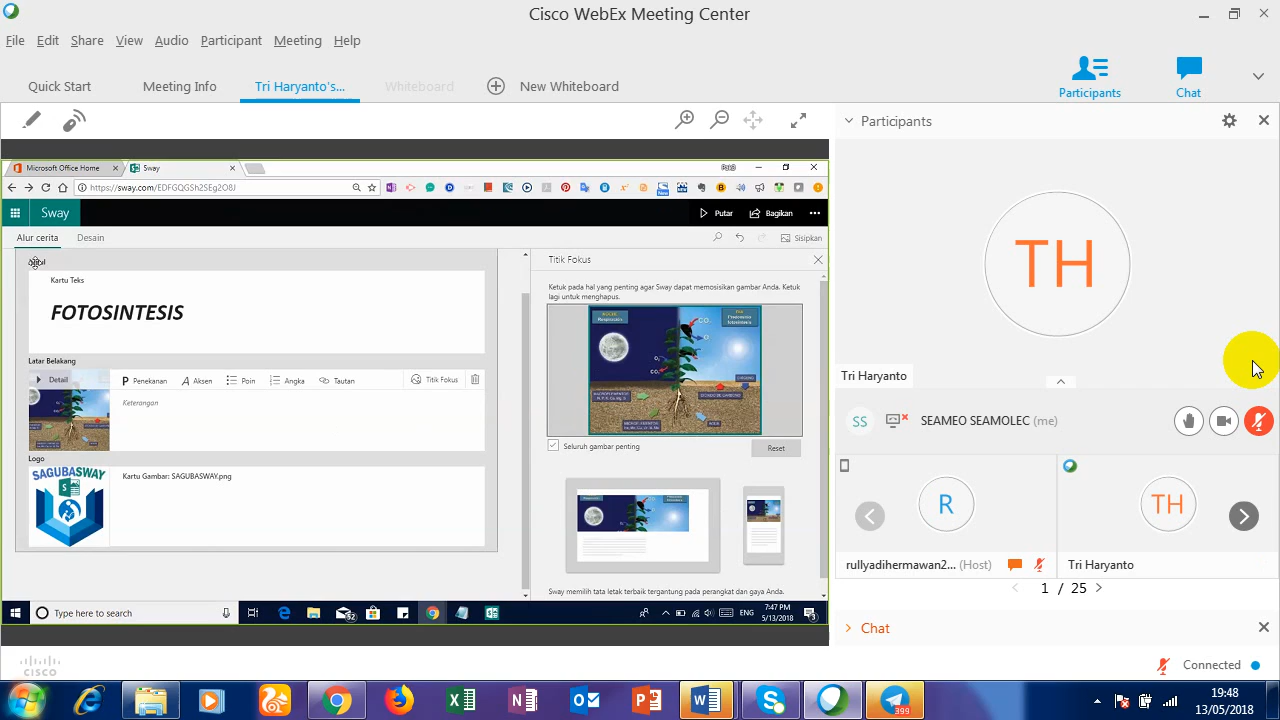 Cisco WebEx Meeting Center
File Edit Share View Audio Participant Meeting Help
Quick Start Meeting Info Tri Haryanto's... Whiteboard New Whiteboard
Participants Chat
Participants
Microsoft Office Home Sway
https://sway.com/EDFGQGSh2SEg2OBJ
Sway Putar Bagikan
Alur cerita Desain Sisipkan
Kartu Teks
FOTOSINTESIS
Latar Belakang
Detail Penekanan Aksen Poin Angka Tautan Titik Fokus
Keterangan
Logo
SAGUBASWAY
Kartu Gambar: SAGUBASWAY.png
Titik Fokus
Ketuk pada hal yang penting agar Sway dapat memosisikan gambar Anda. Ketuk
lagi untuk menghapus.
Seluruh gambar penting Reset
Sway memilih tata letak terbaik tergantung pada perangkat dan gaya Anda.
Type here to search 52 ENG 7:47 PM
5/13/2018 3
TH
Tri Haryanto
SS SEAMEO SEAMOLEC (me)
R TH
rullyadihermawan2... (Host) Tri Haryanto
1 / 25
Chat
cisco
Connected
399
19:48
13/05/2018